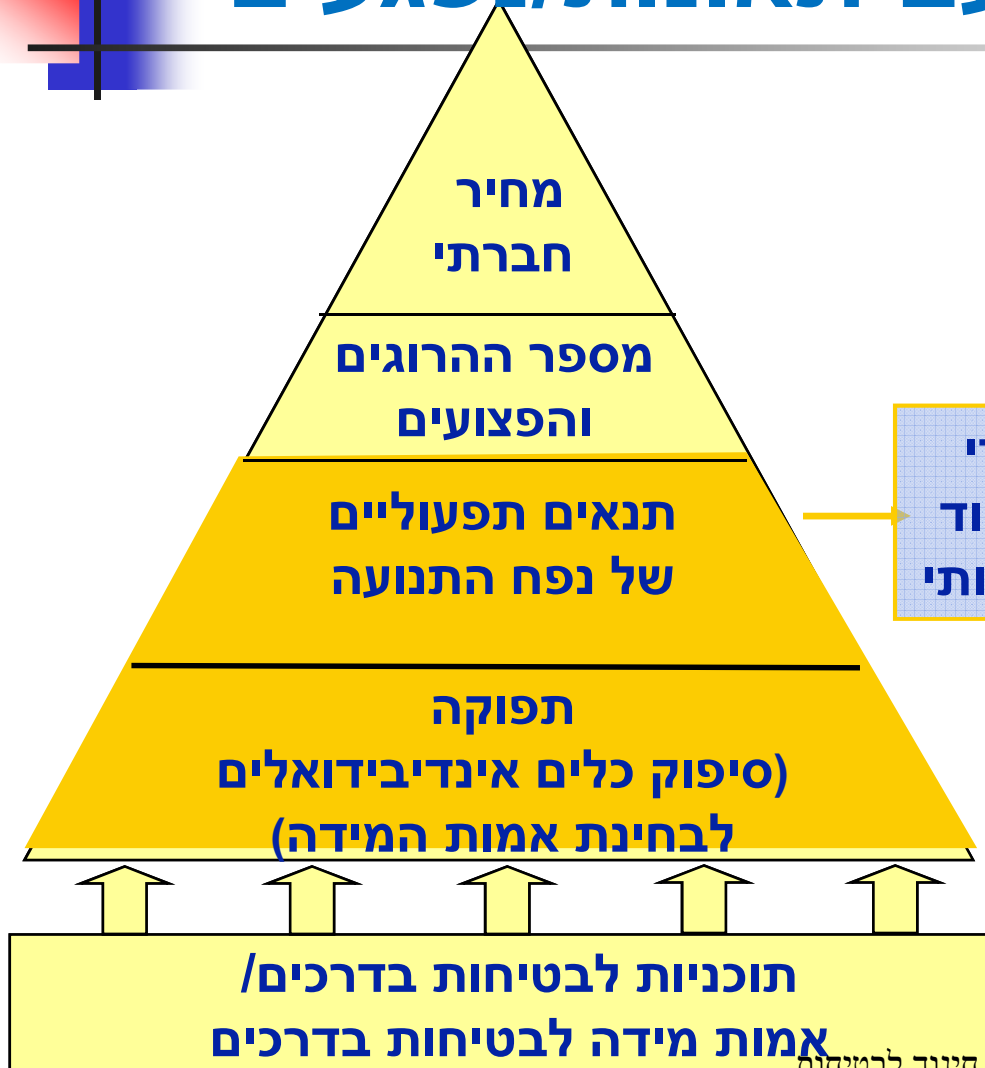 מחיר
חברתי
מספר ההרוגים
והפצועים
תנאים תפעוליים
של נפח התנועה
תפוקה
(סיפוק כלים אינדיבידואלים
לבחינת אמות המידה)
תוכניות לבטיחות בדרכים/
אמות מידה לבטיחות בדרכים